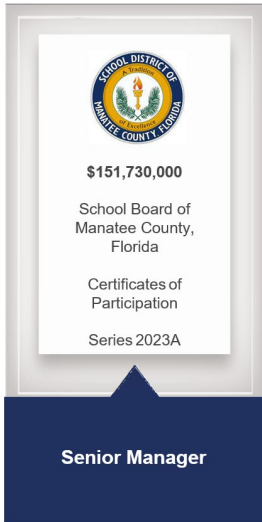 SCHOOL DISTRICT OF
A Tradition
of Excellence
MANATEE COUNTY, FLORIDA
$151,730,000
School Board of
Manatee County,
Florida
Certificates of
Participation
Series 2023A
Senior Manager